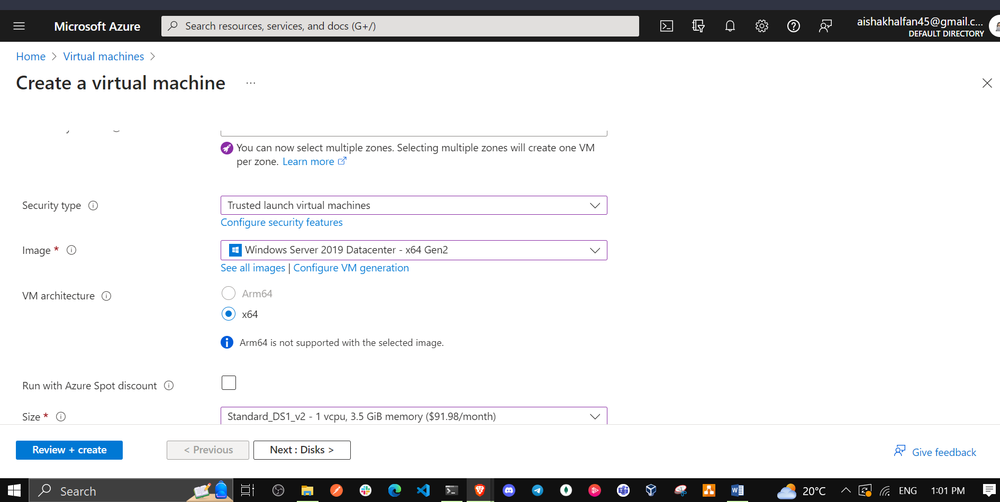 Microsoft Azure
Search resources, services, and docs (G+/)
aishakhalfan45@gmail.c...
DEFAULT DIRECTORY
Home > Virtual machines >
Create a virtual machine ...
You can now select multiple zones. Selecting multiple zones will create one VM
per zone. Learn more
Security type
Trusted launch virtual machines
Configure security features
Image *
Windows Server 2019 Datacenter - x64 Gen2
See all images | Configure VM generation
VM architecture
Arm64
x64
Arm64 is not supported with the selected image.
Run with Azure Spot discount
Size *
Standard_DS1_v2 - 1 vcpu, 3.5 GiB memory ($91.98/month)
Review + create
< Previous
Next : Disks >
Give feedback
Search
20°C
ENG
1:01 PM